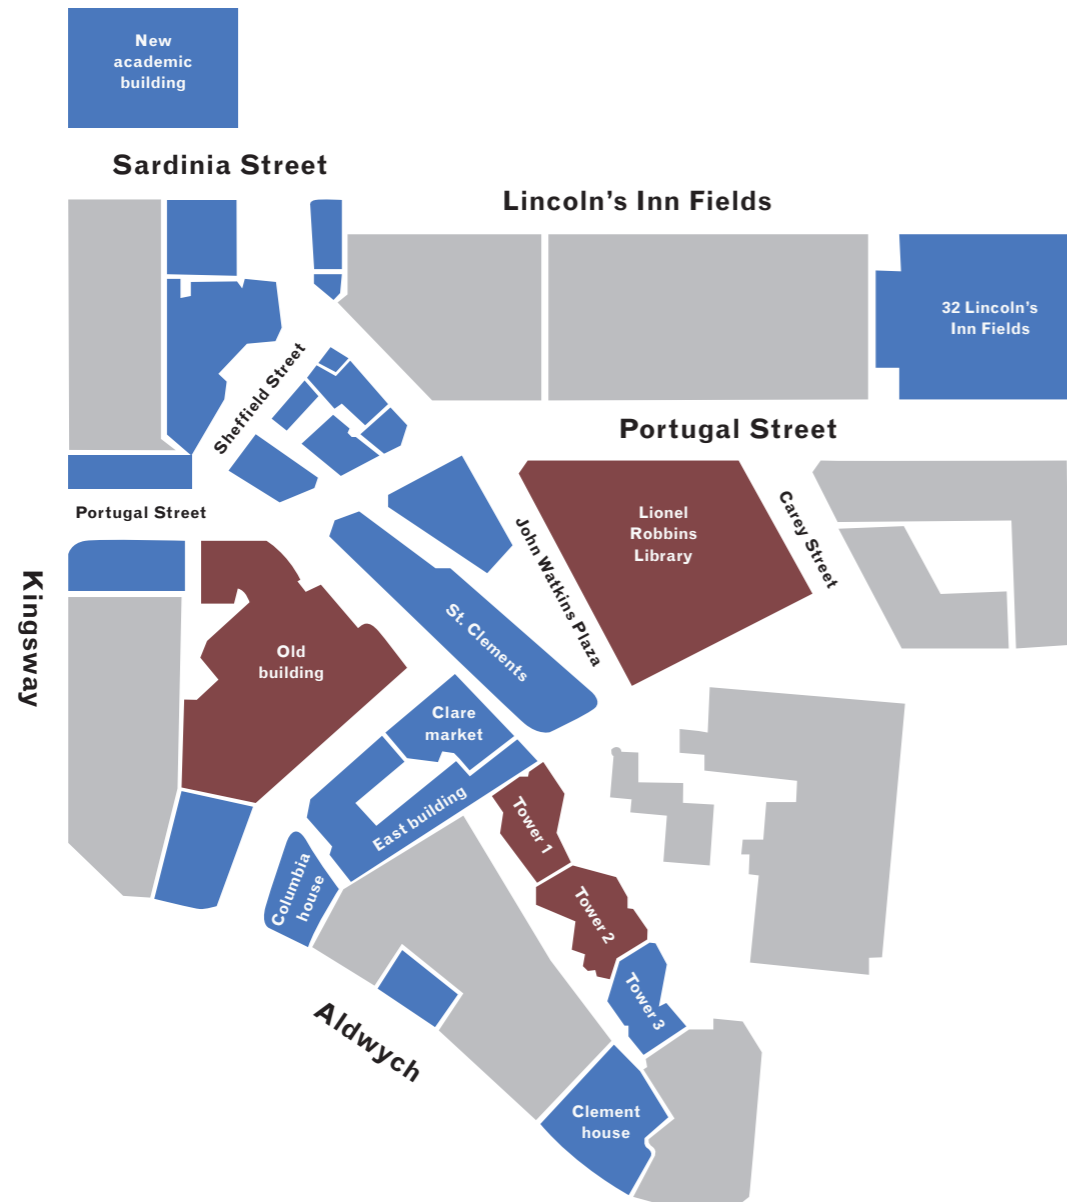 New
academic
building
Sardinia Street
Lincoln’s Inn Fields
32 Lincoln’s
Inn Fields
Sheffield Street
Portugal Street
Portugal Street
Lionel
Robbins
Library
Carey Street
John Watkins Plaza
Kingsway
Old
building
St. Clements
Clare
market
East building
Tower 1
Columbia
house
Tower 2
Tower 3
Aldwych
Clement
house